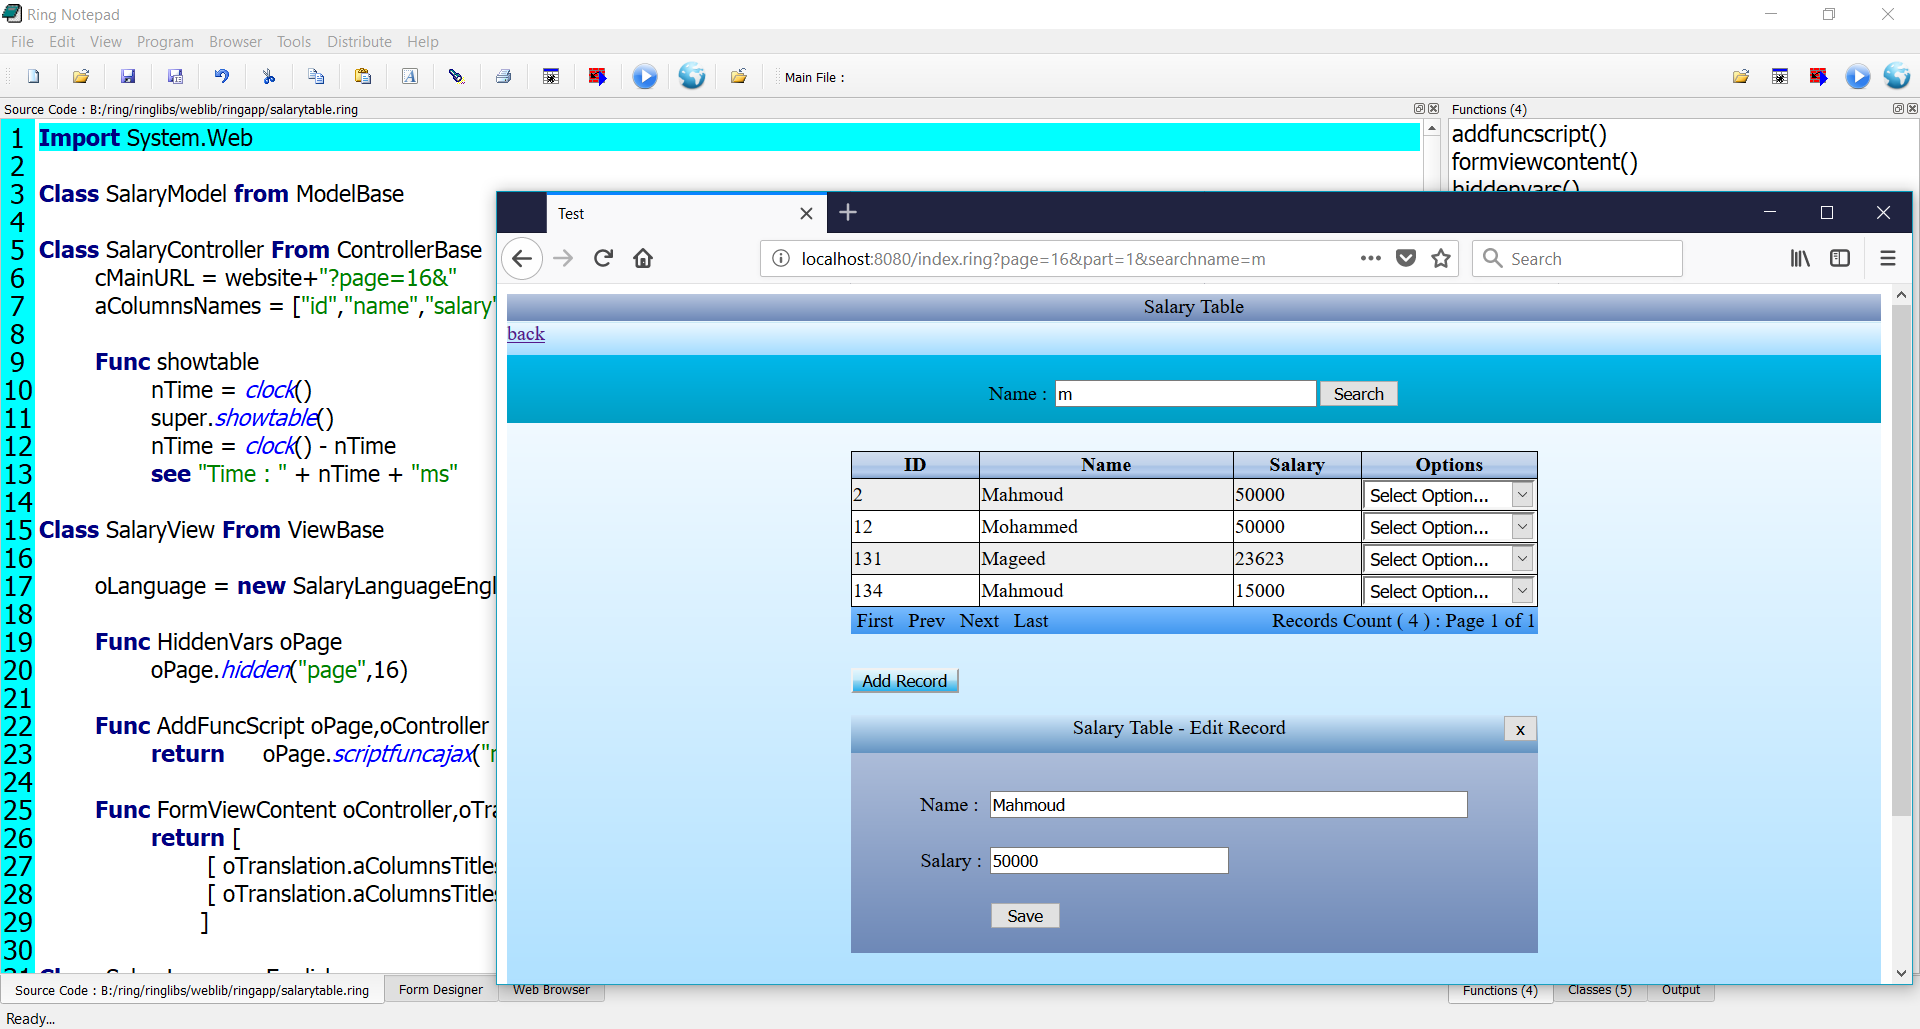 Ring Notepad
File Edit View Program Browser Tools Distribute Help
Main File :
Source Code : B:/ring/ringlibs/weblib/ringapp/salarytable.ring
1 Import System.Web
2
3 Class SalaryModel from ModelBase
4
5 Class SalaryController From ControllerBase
6 cMainURL = website+"?page=16&"
7 aColumnsNames = ["id","name","salary"
8
9 Func showtable
10 nTime = clock()
11 super.showtable()
12 nTime = clock() - nTime
13 see "Time : " + nTime + "ms"
14
15 Class SalaryView From ViewBase
16
17 oLanguage = new SalaryLanguageEngl
18
19 Func HiddenVars oPage
20 oPage.hidden("page",16)
21
22 Func AddFuncScript oPage,oController
23 return oPage.scriptfuncajax("
24
25 Func FormViewContent oController,oTra
26 return [
27 [ oTranslation.aColumnsTitles
28 [ oTranslation.aColumnsTitles
29 ]
30
Functions (4)
addfuncscript()
formviewcontent()
hiddenvars()
Test
localhost:8080/index.ring?page=16&part=1&searchname=m
Search
Salary Table
back
Name : m Search
ID Name Salary Options
2 Mahmoud 50000 Select Option...
12 Mohammed 50000 Select Option...
131 Mageed 23623 Select Option...
134 Mahmoud 15000 Select Option...
First Prev Next Last Records Count ( 4 ) : Page 1 of 1
Add Record
Salary Table - Edit Record x
Name : Mahmoud
Salary : 50000
Save
Source Code : B:/ring/ringlibs/weblib/ringapp/salarytable.ring Form Designer Web Browser
Functions (4) Classes (5) Output
Ready...